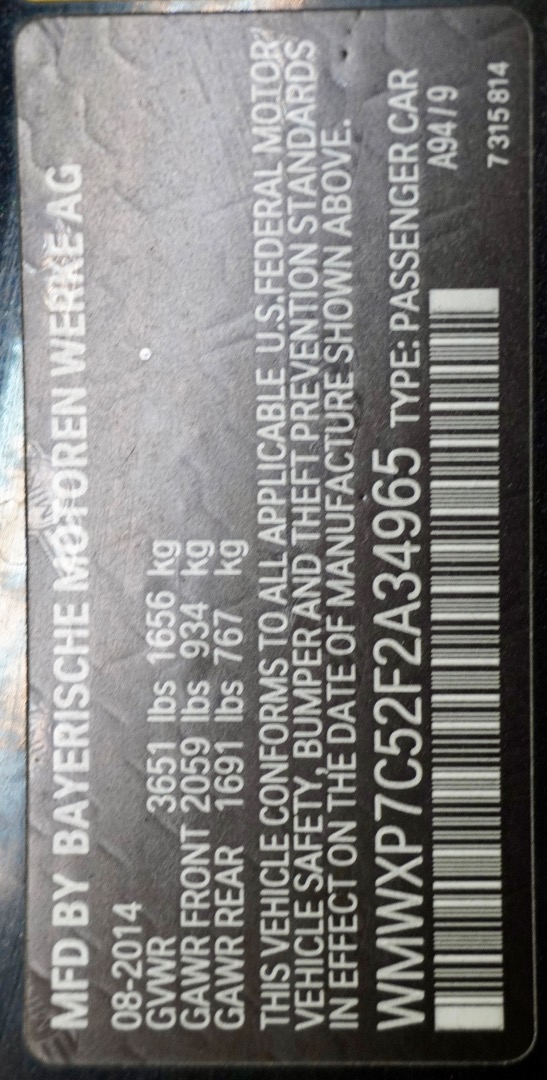 MFD BY BAYERISCHE MOTOREN WERKE AG
08-2014
GVWR 3651 lbs 1656 kg
GAWR FRONT 2059 lbs 934 kg
GAWR REAR 1691 lbs 767 kg
THIS VEHICLE CONFORMS TO ALL APPLICABLE U.S.FEDERAL MOTOR
VEHICLE SAFETY, BUMPER AND THEFT PREVENTION STANDARDS
IN EFFECT ON THE DATE OF MANUFACTURE SHOWN ABOVE.
WMWXP7C52F2A34965 TYPE: PASSENGER CAR
A94/9
7 315 814